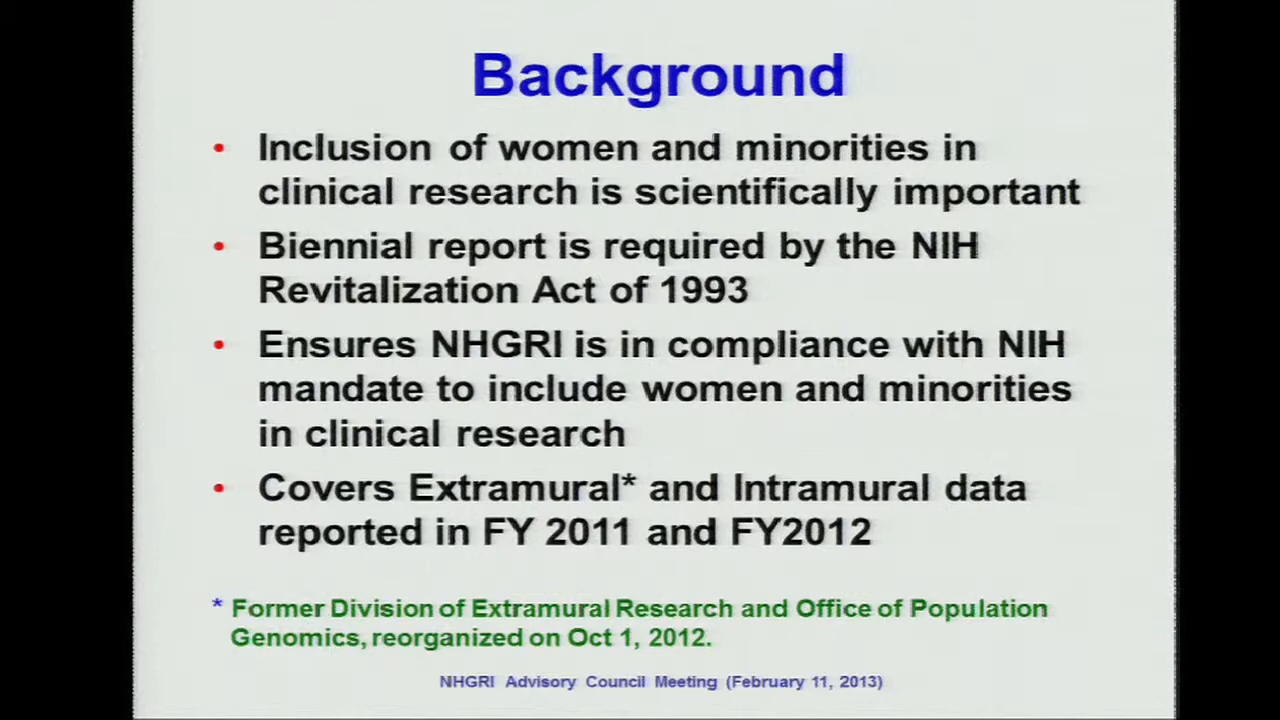 Background
• Inclusion of women and minorities in
clinical research is scientifically important
• Biennial report is required by the NIH
Revitalization Act of 1993
• Ensures NHGRI is in compliance with NIH
mandate to include women and minorities
in clinical research
• Covers Extramural* and Intramural data
reported in FY 2011 and FY2012
* Former Division of Extramural Research and Office of Population
Genomics, reorganized on Oct 1, 2012.
NHGRI Advisory Council Meeting (February 11, 2013)